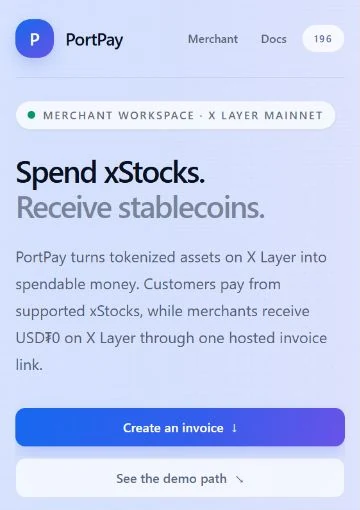 P PortPay Merchant Docs 196
MERCHANT WORKSPACE · X LAYER MAINNET
Spend xStocks.
Receive stablecoins.
PortPay turns tokenized assets on X Layer into
spendable money. Customers pay from
supported xStocks, while merchants receive
USD₮0 on X Layer through one hosted invoice
link.
Create an invoice ↓
See the demo path ↘